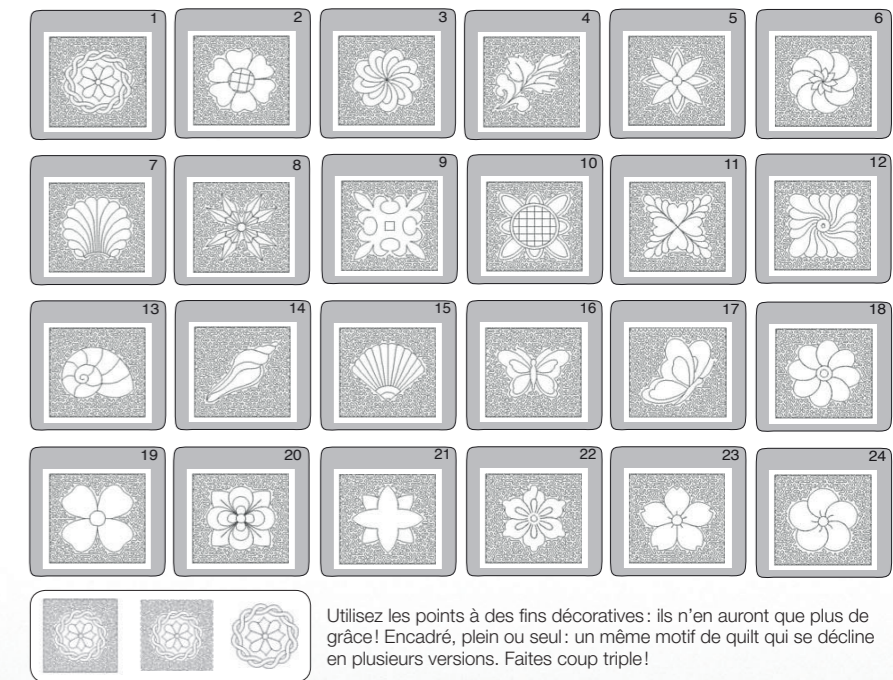 1 2 3 4 5 6
7 8 9 10 11 12
13 14 15 16 17 18
19 20 21 22 23 24
Utilisez les points à des fins décoratives : ils n'en auront que plus de
grâce ! Encadré, plein ou seul : un même motif de quilt qui se décline
en plusieurs versions. Faites coup triple !